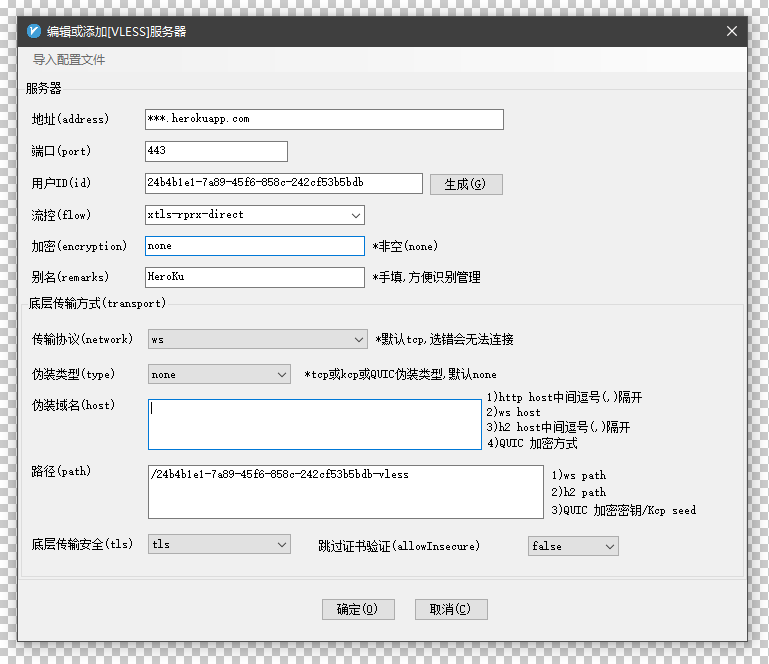 编辑或添加[VLESS]服务器
导入配置文件
服务器
地址(address) ***.herokuapp.com
端口(port) 443
用户ID(id) 24b4b1e1-7a89-45f6-858c-242cf53b5bdb 生成(G)
流控(flow) xtls-rprx-direct
加密(encryption) none *非空(none)
别名(remarks) HeroKu *手填,方便识别管理
底层传输方式(transport)
传输协议(network) ws *默认tcp,选错会无法连接
伪装类型(type) none *tcp或kcp或QUIC伪装类型,默认none
伪装域名(host) 1)http host中间逗号(,)隔开
2)ws host
3)h2 host中间逗号(,)隔开
4)QUIC 加密方式
路径(path) /24b4b1e1-7a89-45f6-858c-242cf53b5bdb-vless 1)ws path
2)h2 path
3)QUIC 加密密钥/Kcp seed
底层传输安全(tls) tls 跳过证书验证(allowInsecure) false
确定(O) 取消(C)